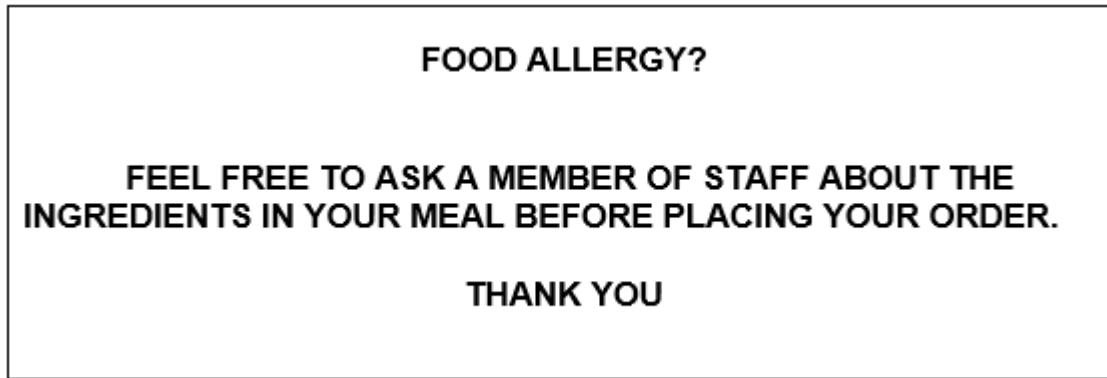 FOOD ALLERGY?
FEEL FREE TO ASK A MEMBER OF STAFF ABOUT THE
INGREDIENTS IN YOUR MEAL BEFORE PLACING YOUR ORDER.
THANK YOU